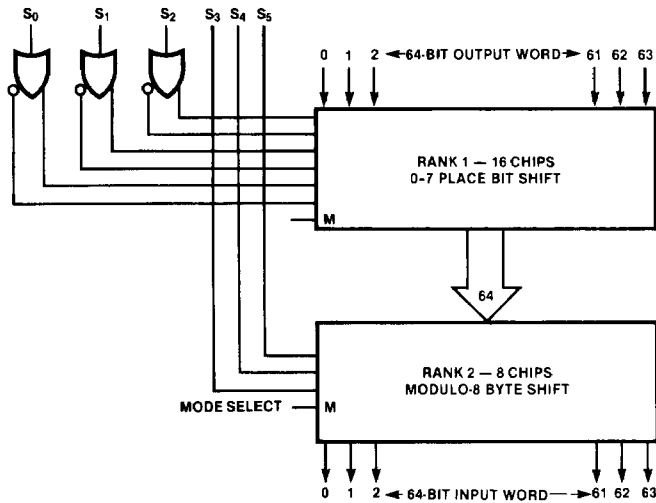 S0 S1 S2 S3 S4 S5
0 1 2 64-BIT OUTPUT WORD 61 62 63
RANK 1 — 16 CHIPS
0-7 PLACE BIT SHIFT
M
64
RANK 2 — 8 CHIPS
MODULO-8 BYTE SHIFT
MODE SELECT M
0 1 2 64-BIT INPUT WORD 61 62 63